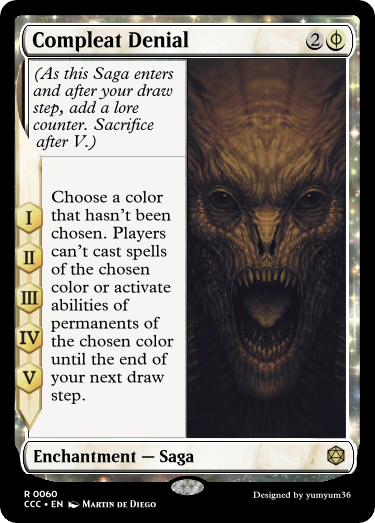 Compleat Denial 2
(As this Saga enters
and after your draw
step, add a lore
counter. Sacrifice
after V.)
I
II
III
IV
V
Choose a color
that hasn't been
chosen. Players
can't cast spells
of the chosen
color or activate
abilities of
permanents of
the chosen color
until the end of
your next draw
step.
Enchantment — Saga
R 0060
CCC • EN Martin de Diego
Designed by yumyum36